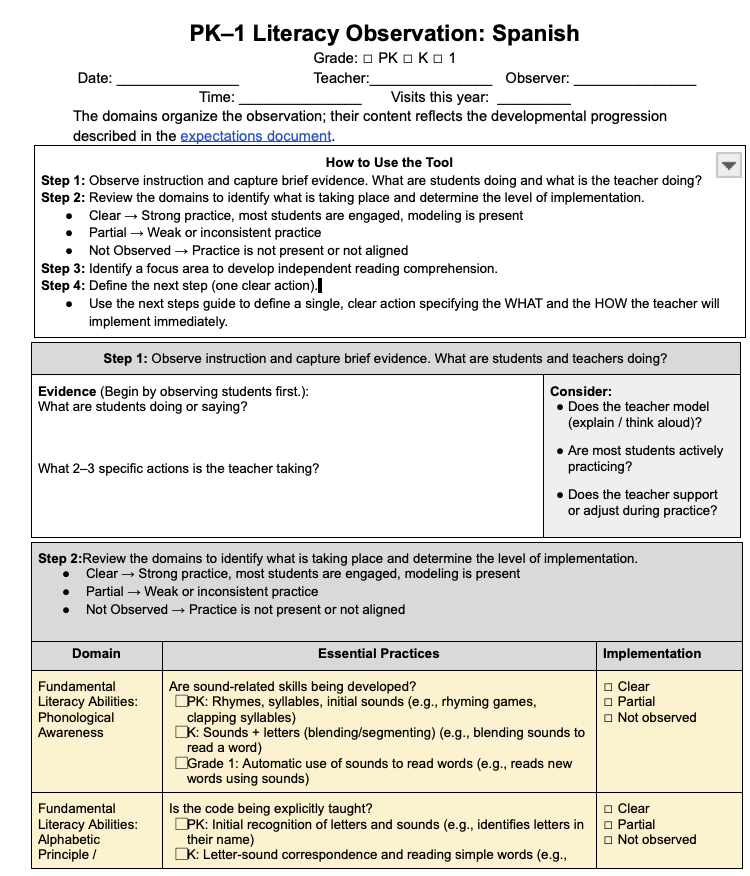 PK–1 Literacy Observation: Spanish
Grade: □ PK □ K □ 1
Date: _______________ Teacher:_______________ Observer: _______________
Time: _______________ Visits this year: _________
The domains organize the observation; their content reflects the developmental progression
described in the expectations document.
How to Use the Tool
Step 1: Observe instruction and capture brief evidence. What are students doing and what is the teacher doing?
Step 2: Review the domains to identify what is taking place and determine the level of implementation.
● Clear → Strong practice, most students are engaged, modeling is present
● Partial → Weak or inconsistent practice
● Not Observed → Practice is not present or not aligned
Step 3: Identify a focus area to develop independent reading comprehension.
Step 4: Define the next step (one clear action).
● Use the next steps guide to define a single, clear action specifying the WHAT and the HOW the teacher will
implement immediately.
Step 1: Observe instruction and capture brief evidence. What are students and teachers doing?
Evidence (Begin by observing students first.):
What are students doing or saying?
What 2–3 specific actions is the teacher taking?
Consider:
● Does the teacher model
(explain / think aloud)?
● Are most students actively
practicing?
● Does the teacher support
or adjust during practice?
Step 2:Review the domains to identify what is taking place and determine the level of implementation.
● Clear → Strong practice, most students are engaged, modeling is present
● Partial → Weak or inconsistent practice
● Not Observed → Practice is not present or not aligned
Domain Essential Practices Implementation
Fundamental
Literacy Abilities:
Phonological
Awareness
Are sound-related skills being developed?
□PK: Rhymes, syllables, initial sounds (e.g., rhyming games,
clapping syllables)
□K: Sounds + letters (blending/segmenting) (e.g., blending sounds to
read a word)
□Grade 1: Automatic use of sounds to read words (e.g., reads new
words using sounds)
□ Clear
□ Partial
□ Not observed
Fundamental
Literacy Abilities:
Alphabetic
Principle /
Is the code being explicitly taught?
□PK: Initial recognition of letters and sounds (e.g., identifies letters in
their name)
□K: Letter-sound correspondence and reading simple words (e.g.,
□ Clear
□ Partial
□ Not observed